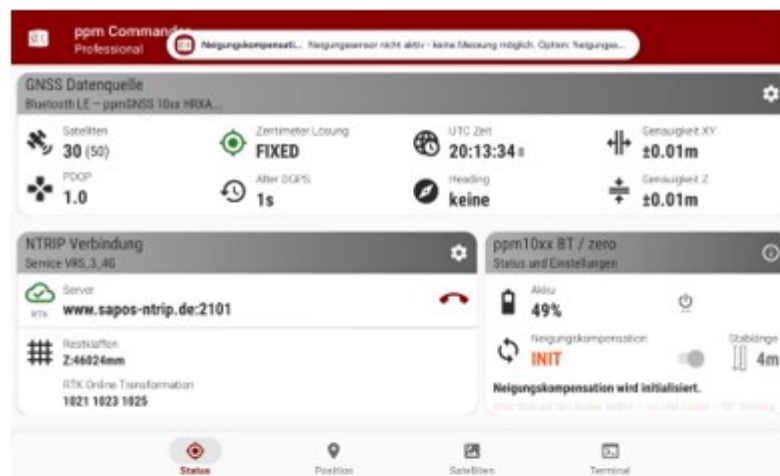 ppm Commander
Professional
Neigungskompensati... Neigungssensor nicht aktiv - keine Messung möglich. Option: Neigungss...
GNSS Datenquelle
Bluetooth LE – ppmGNSS 10xx HRXA...
Satelliten
30 (50)
Zentimeter Lösung
FIXED
UTC Zeit
20:13:34
Genauigkeit XY
±0.01m
PDOP
1.0
Alter DGPS
1s
Heading
keine
Genauigkeit Z
±0.01m
NTRIP Verbindung
Service VRS_3_4G
Server
www.sapos-ntrip.de:2101
RTK
Restklaffen
Z:46024mm
RTK Online Transformation
1021 1023 1025
ppm10xx BT / zero
Status und Einstellungen
Akku
49%
Neigungskompensation
INIT
Stablänge
4m
Neigungskompensation wird initialisiert.
Status
Position
Satelliten
Terminal